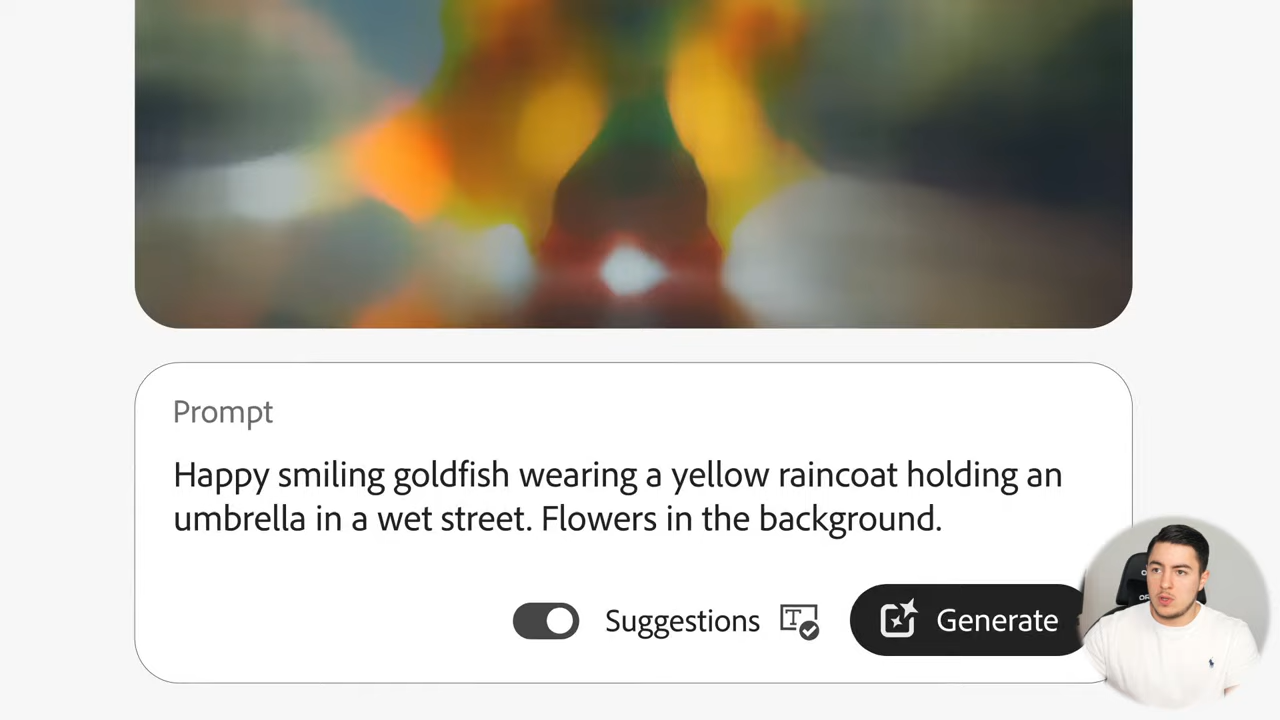 Prompt
Happy smiling goldfish wearing a yellow raincoat holding an
umbrella in a wet street. Flowers in the background.
Suggestions
Generate